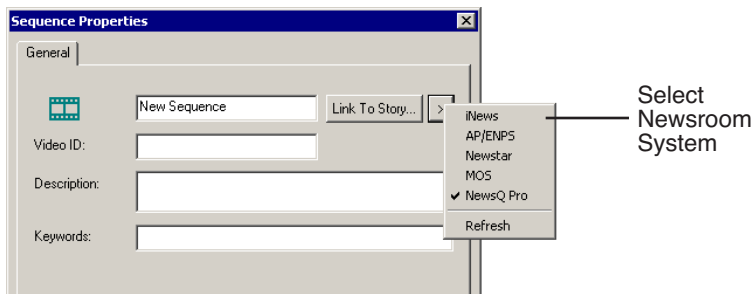 Sequence Properties
General
New Sequence
Link To Story...
>
iNews
AP/ENPS
Newstar
MOS
NewsQ Pro
Refresh
Video ID:
Description:
Keywords:
Select
Newsroom
System